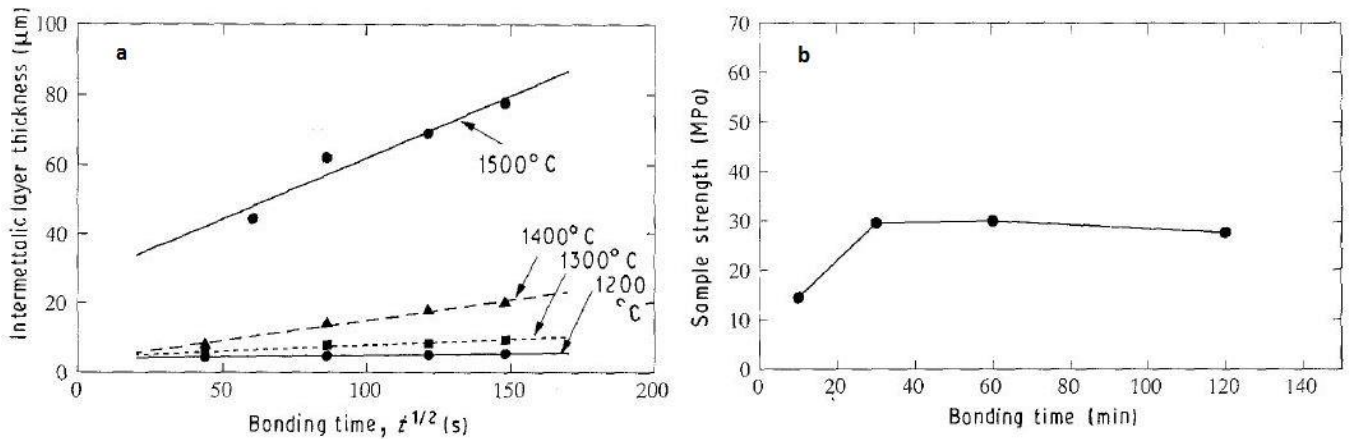 Intermettalic layer thickness (μm)
100
80
60
40
20
0
a
1500°C
1400°C
1300°C
1200
°C
0
50
100
150
200
Bonding time, t^1/2 (s)
Sample strength (MPa)
70
60
50
40
30
20
10
0
b
0
20
40
60
80
100
120
140
Bonding time (min)